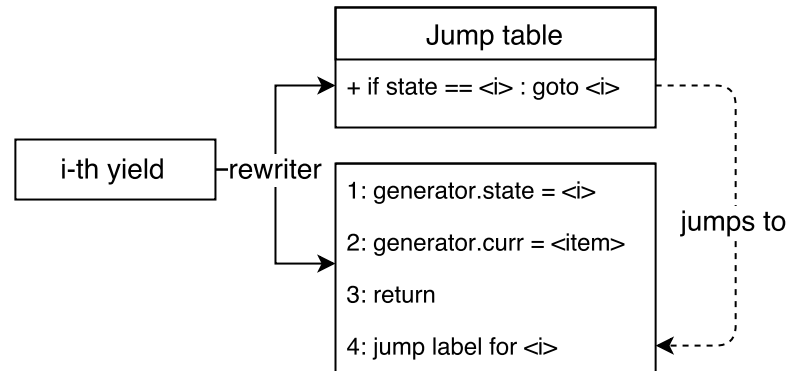 Jump table
+ if state == <i> : goto <i>
i-th yield
rewriter
1: generator.state = <i>
2: generator.curr = <item>
jumps to
3: return
4: jump label for <i>